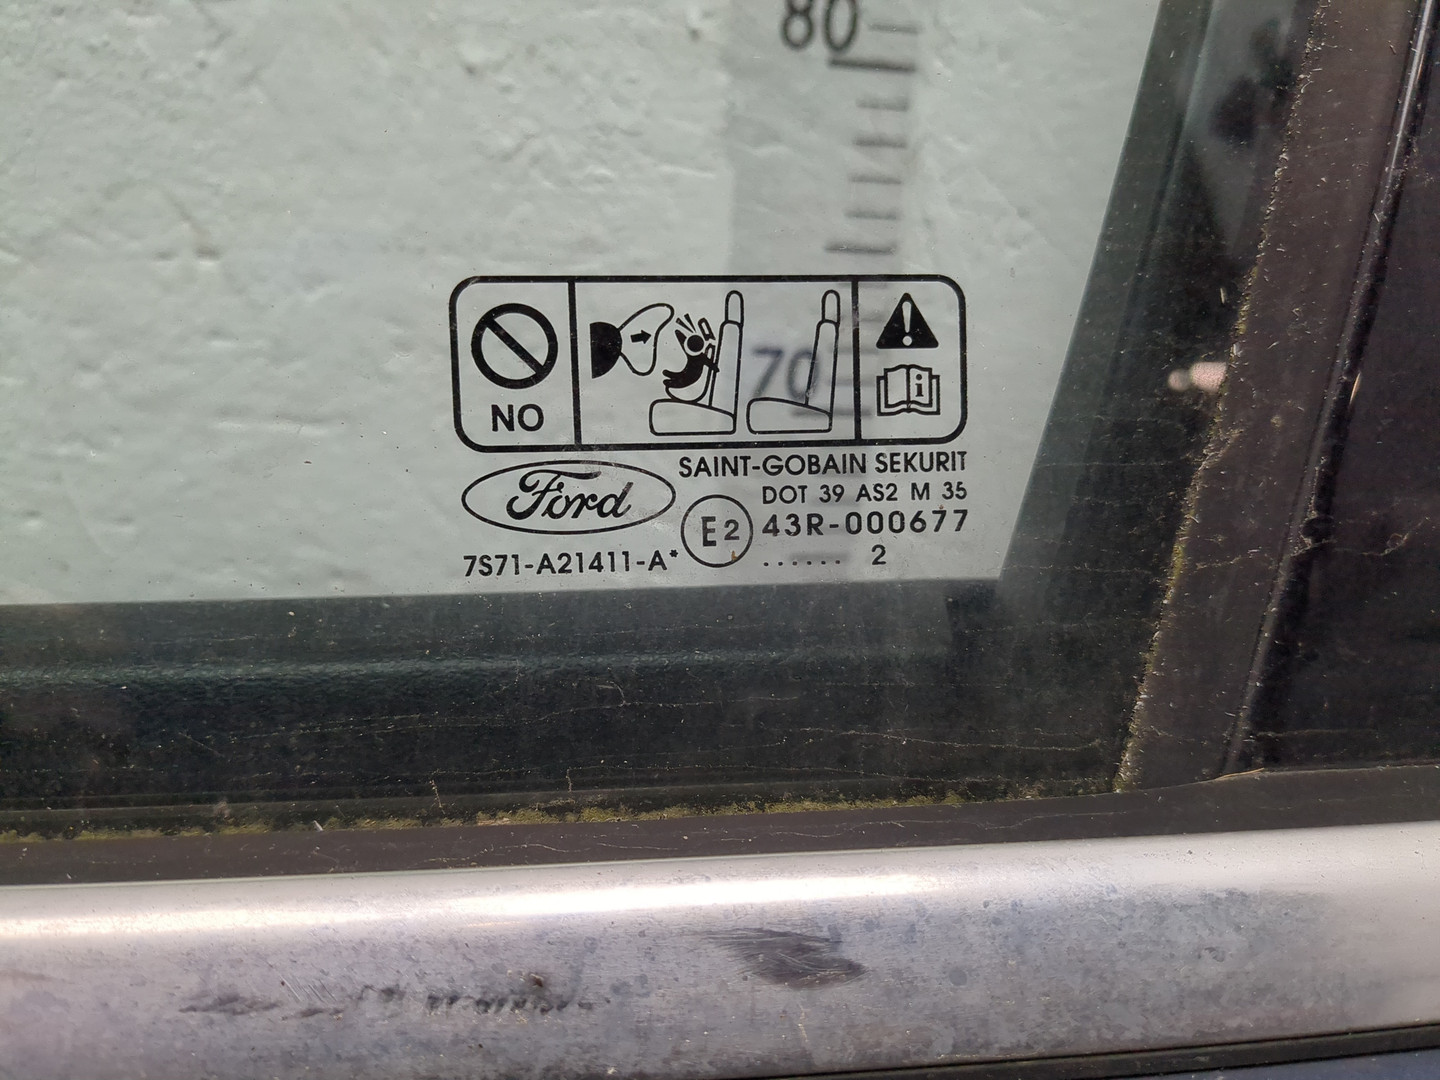 80
70
NO
i
SAINT-GOBAIN SEKURIT
Ford
DOT 39 AS2 M 35
E2
43R-000677
7S71-A21411-A*
...... 2